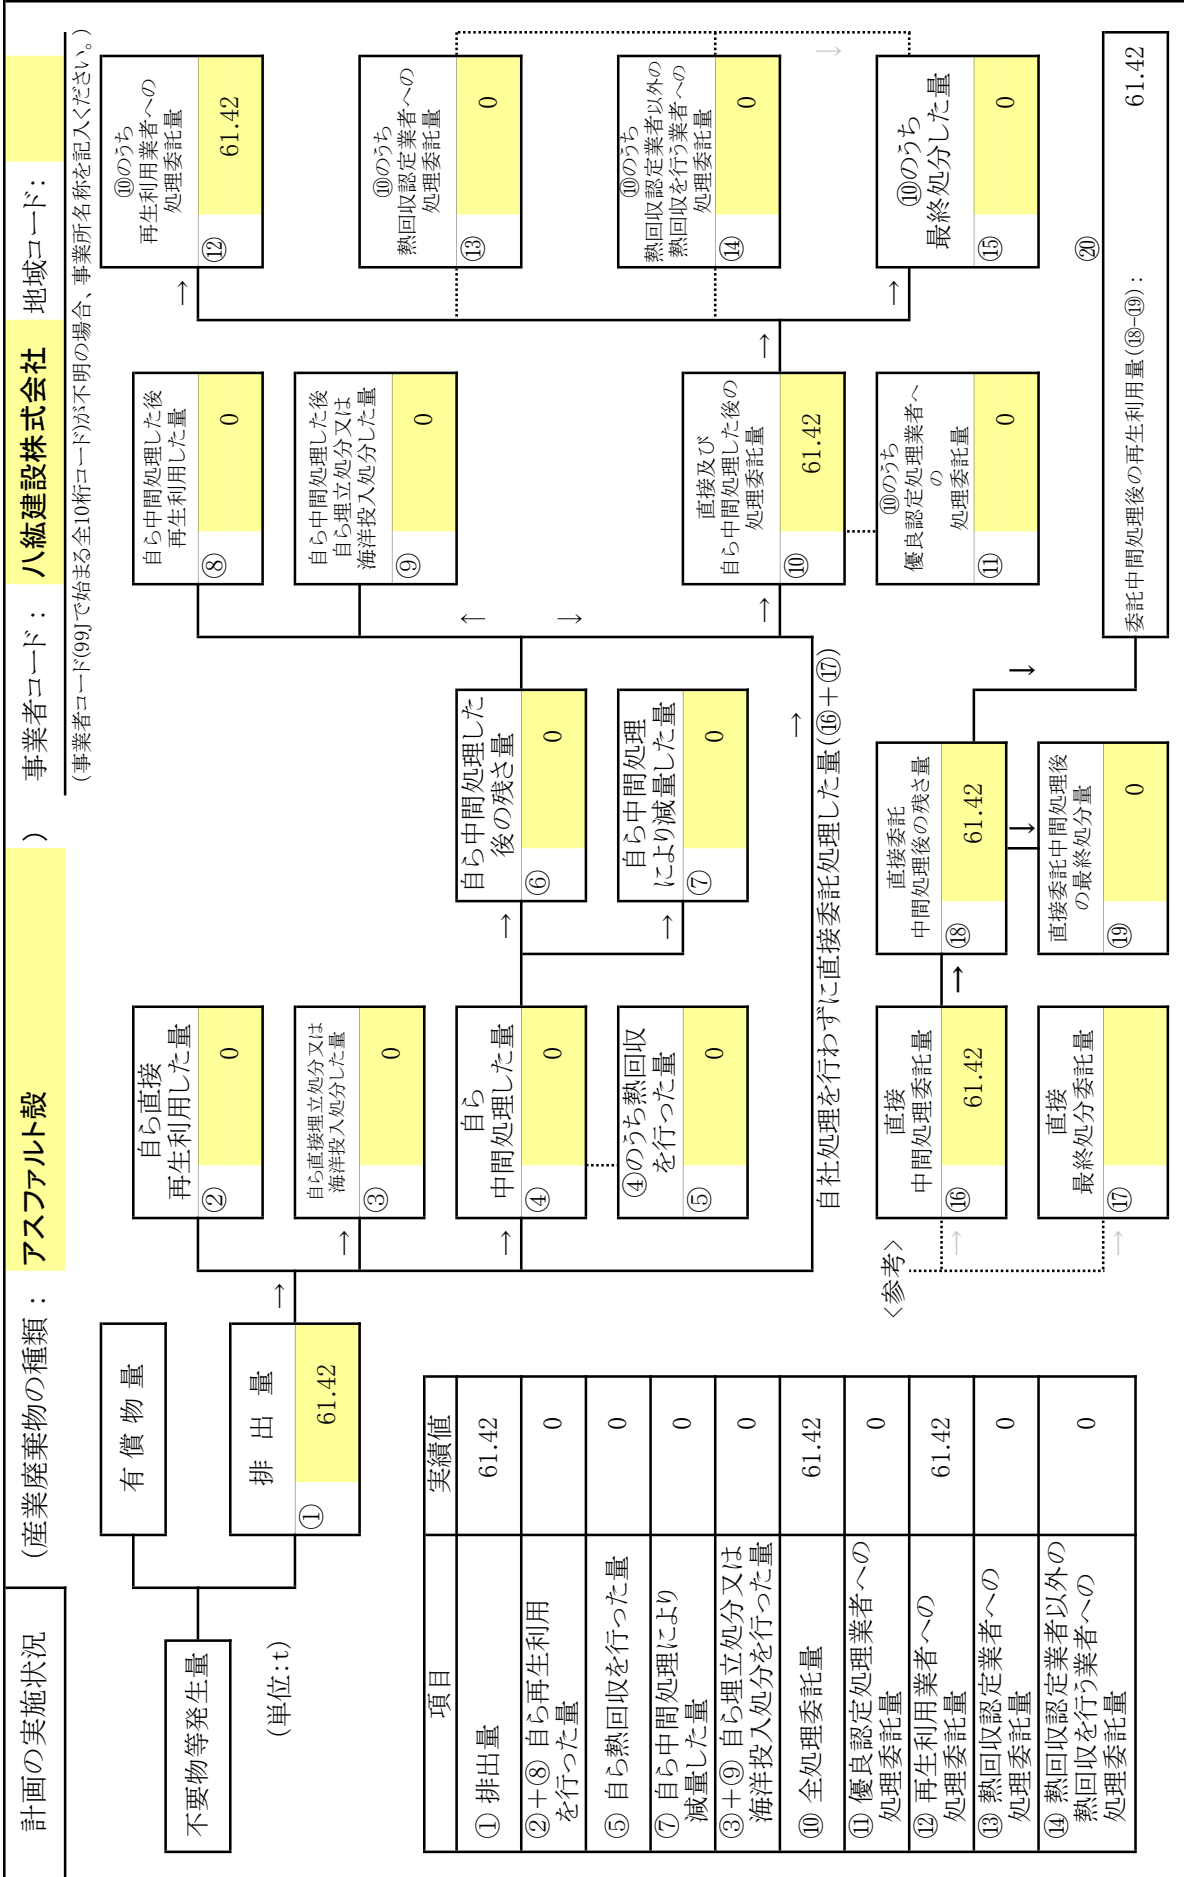 計画の実施状況
(産業廃棄物の種類： アスファルト殻 )
事業者コード： 八紘建設株式会社 地域コード：
(事業者コード(99Jで始まる全10桁コード)が不明の場合、事業所名称を記入ください。)
不要物等発生量
(単位:t)
有 償 物 量
排 出 量
① 61.42
→
自ら直接
再生利用した量
② 0
→
自ら直接埋立処分又は
海洋投入処分した量
③ 0
→
自ら
中間処理した量
④ 0
④のうち熱回収
を行った量
⑤ 0
→
自ら中間処理した
後の残さ量
⑥ 0
→
自ら中間処理
により減量した量
⑦ 0
自ら中間処理した後
再生利用した量
⑧ 0
自ら中間処理した後
自ら埋立処分又は
海洋投入処分した量
⑨ 0
↑
↓
→
自社処理を行わずに直接委託処理した量(⑯＋⑰)
→
直接及び
自ら中間処理した後の
処理委託量
⑩ 61.42
⑩のうち
優良認定処理業者へ
の
処理委託量
⑪ 0
→
→
⑩のうち
再生利用業者への
処理委託量
⑫ 61.42
⑩のうち
熱回収認定業者への
処理委託量
⑬ 0
⑩のうち
熱回収認定業者以外の
熱回収を行う業者への
処理委託量
⑭ 0
↓
→
⑩のうち
最終処分した量
⑮ 0
＜参考＞
→
直接
中間処理委託量
⑯ 61.42
→
直接
最終処分委託量
⑰
→
直接委託
中間処理後の残さ量
⑱ 61.42
↓
直接委託中間処理後
の最終処分量
⑲ 0
↓
⑳
委託中間処理後の再生利用量(⑱-⑲)： 61.42
項目 実績値
① 排出量 61.42
②＋⑧ 自ら再生利用
を行った量 0
⑤ 自ら熱回収を行った量 0
⑦ 自ら中間処理により
減量した量 0
③＋⑨ 自ら埋立処分又は
海洋投入処分を行った量 0
⑩ 全処理委託量 61.42
⑪ 優良認定処理業者への
処理委託量 0
⑫ 再生利用業者への
処理委託量 61.42
⑬ 熱回収認定業者への
処理委託量 0
⑭ 熱回収認定業者以外の
熱回収を行う業者への
処理委託量 0